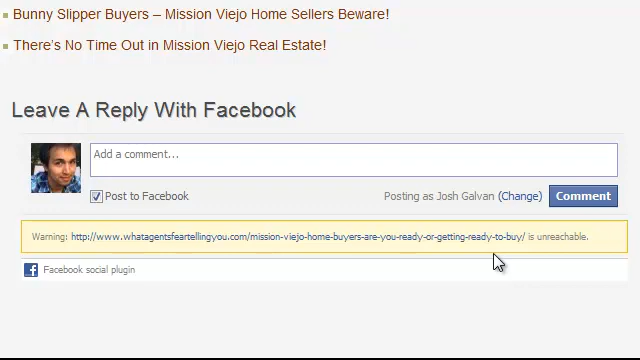 Bunny Slipper Buyers – Mission Viejo Home Sellers Beware!
There's No Time Out in Mission Viejo Real Estate!
Leave A Reply With Facebook
Add a comment...
Post to Facebook Posting as Josh Galvan (Change) Comment
Warning: http://www.whatagentsfeartellingyou.com/mission-viejo-home-buyers-are-you-ready-or-getting-ready-to-buy/ is unreachable.
Facebook social plugin